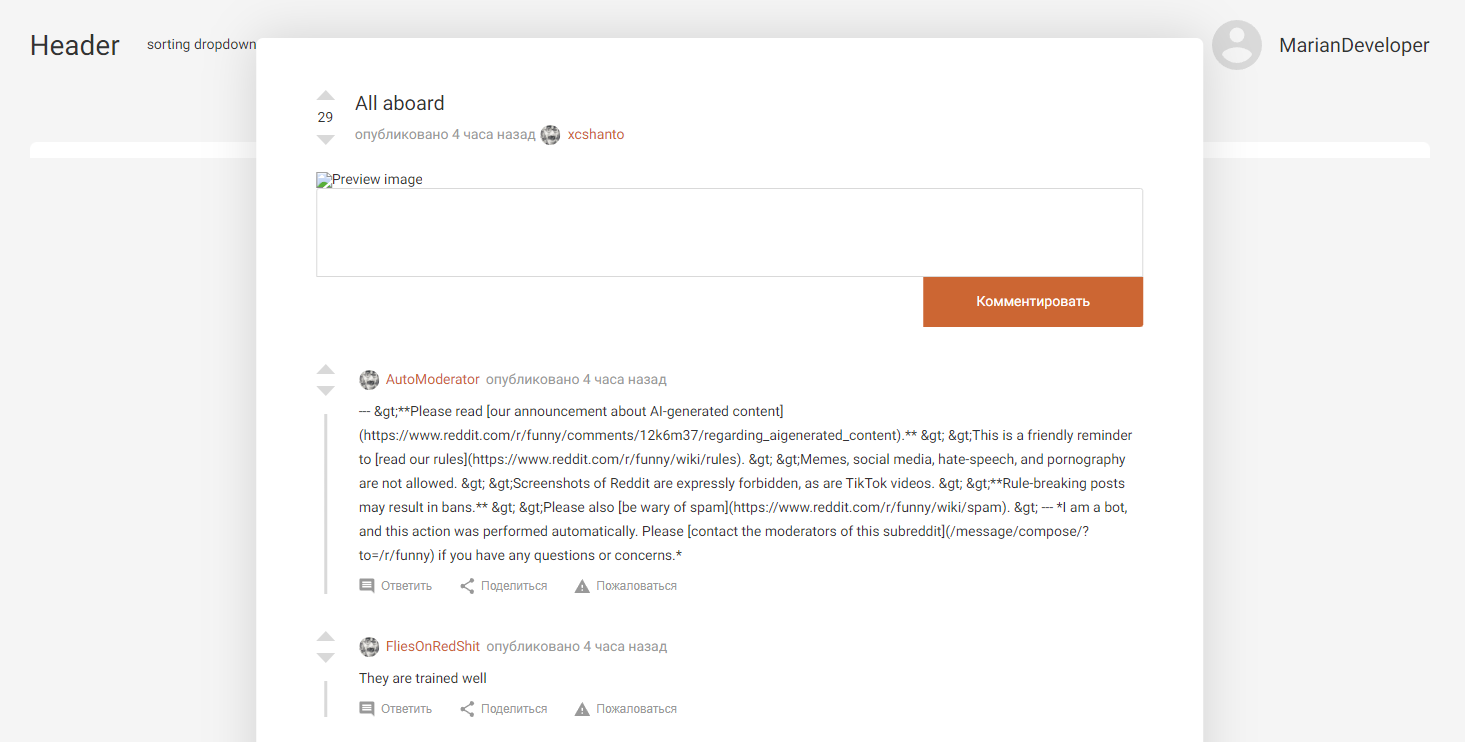 Header
sorting dropdown
MarianDeveloper
29
All aboard
опубликовано 4 часа назад xcshanto
Preview image
Комментировать
AutoModerator опубликовано 4 часа назад
--- &gt;**Please read [our announcement about AI-generated content]
(https://www.reddit.com/r/funny/comments/12k6m37/regarding_aigenerated_content).** &gt; &gt;This is a friendly reminder
to [read our rules](https://www.reddit.com/r/funny/wiki/rules). &gt; &gt;Memes, social media, hate-speech, and pornography
are not allowed. &gt; &gt;Screenshots of Reddit are expressly forbidden, as are TikTok videos. &gt; &gt;**Rule-breaking posts
may result in bans.** &gt; &gt;Please also [be wary of spam](https://www.reddit.com/r/funny/wiki/spam). &gt; --- *I am a bot,
and this action was performed automatically. Please [contact the moderators of this subreddit](/message/compose/?
to=/r/funny) if you have any questions or concerns.*
Ответить Поделиться Пожаловаться
FliesOnRedShit опубликовано 4 часа назад
They are trained well
Ответить Поделиться Пожаловаться